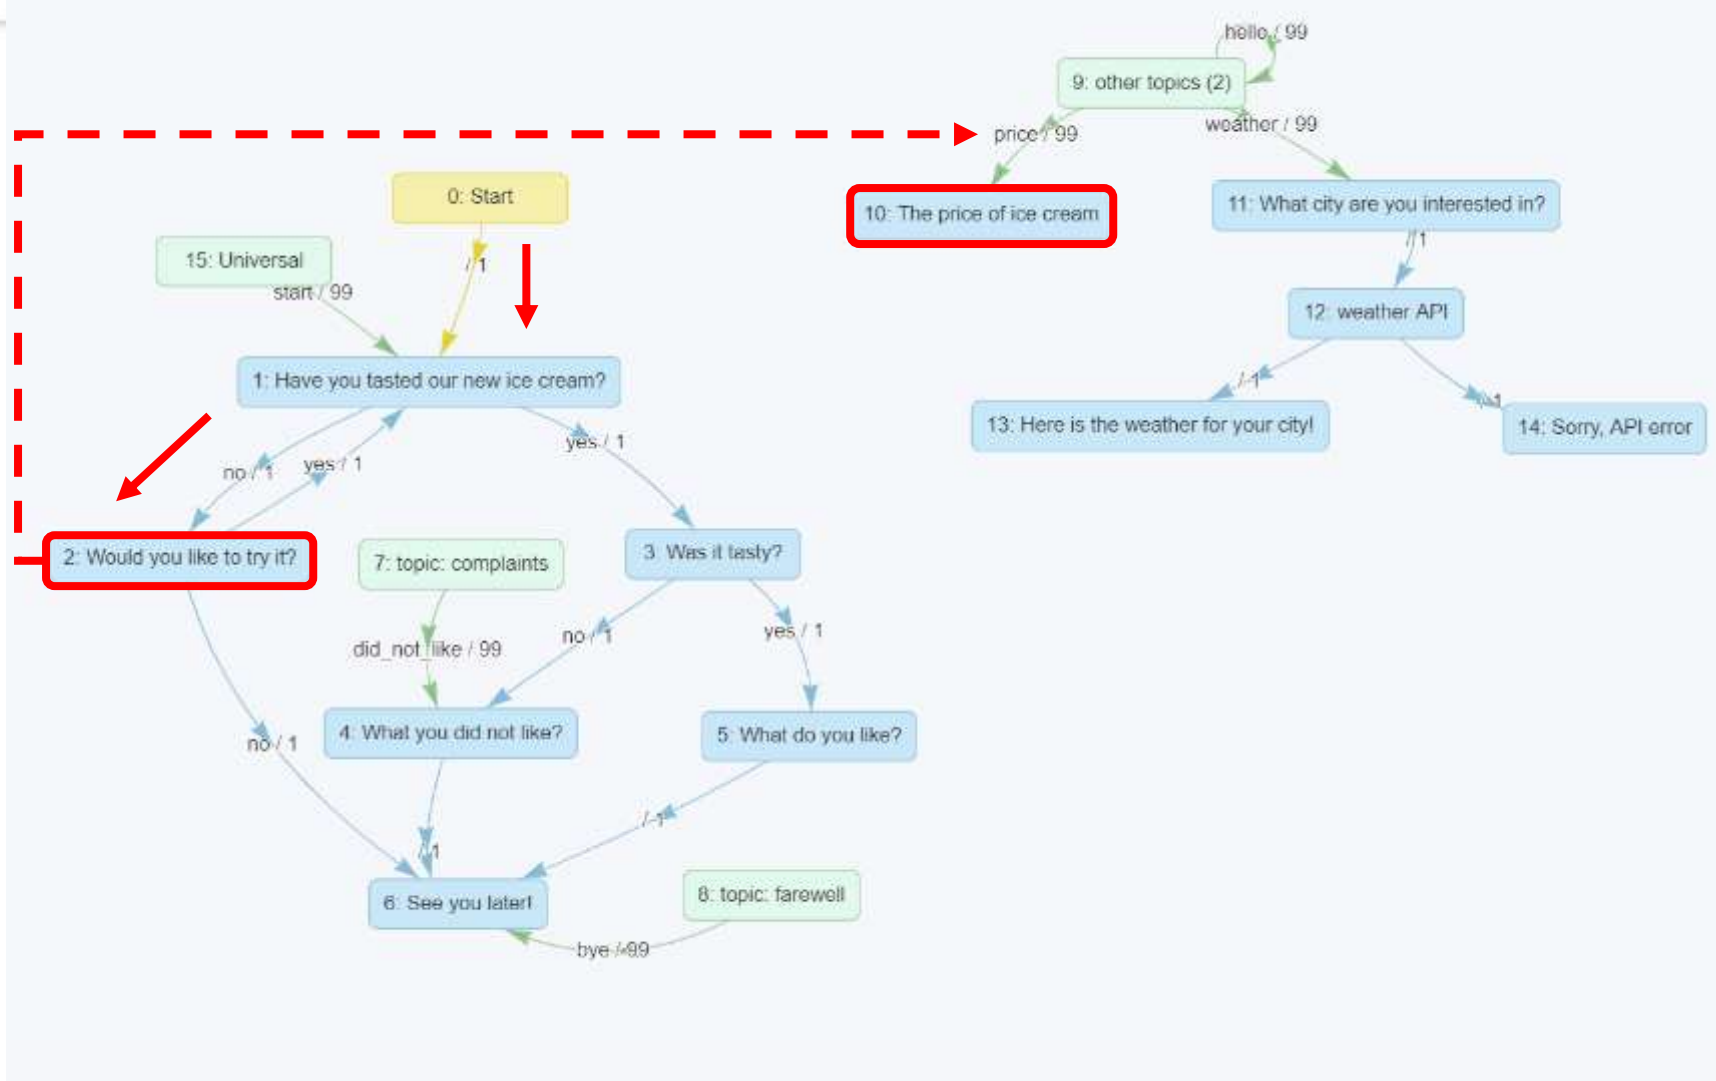 hello / 99
9: other topics (2)
price / 99
weather / 99
0: Start
10: The price of ice cream
11: What city are you interested in?
15: Universal
/ 1
/ 1
start / 99
12: weather API
1: Have you tasted our new ice cream?
/ 1
/ 1
13: Here is the weather for your city!
14: Sorry, API error
no / 1
yes / 1
yes / 1
2: Would you like to try it?
7: topic: complaints
3: Was it tasty?
did_not_like / 99
no / 1
yes / 1
4: What you did not like?
5: What do you like?
no / 1
/ 1
/ 1
6: See you later!
8: topic: farewell
bye / 99